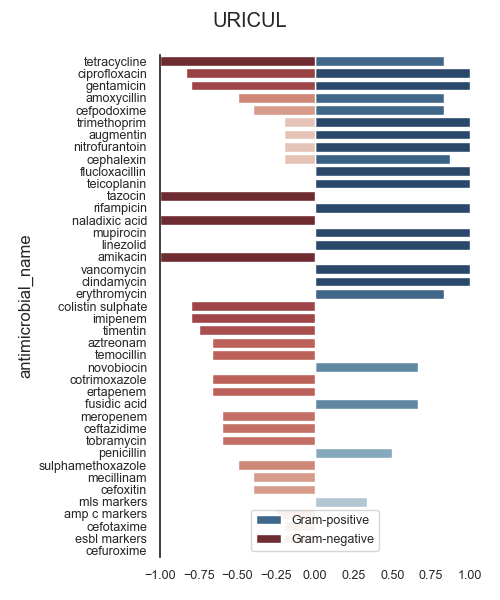 URICUL
tetracycline
ciprofloxacin
gentamicin
amoxycillin
cefpodoxime
trimethoprim
augmentin
nitrofurantoin
cephalexin
flucloxacillin
teicoplanin
tazocin
rifampicin
naladixic acid
mupirocin
linezolid
amikacin
vancomycin
clindamycin
erythromycin
colistin sulphate
imipenem
timentin
aztreonam
temocillin
novobiocin
cotrimoxazole
ertapenem
fusidic acid
meropenem
ceftazidime
tobramycin
penicillin
sulphamethoxazole
mecillinam
cefoxitin
mls markers
amp c markers
cefotaxime
esbl markers
cefuroxime
antimicrobial_name
Gram-positive
Gram-negative
−1.00 −0.75 −0.50 −0.25 0.00 0.25 0.50 0.75 1.00